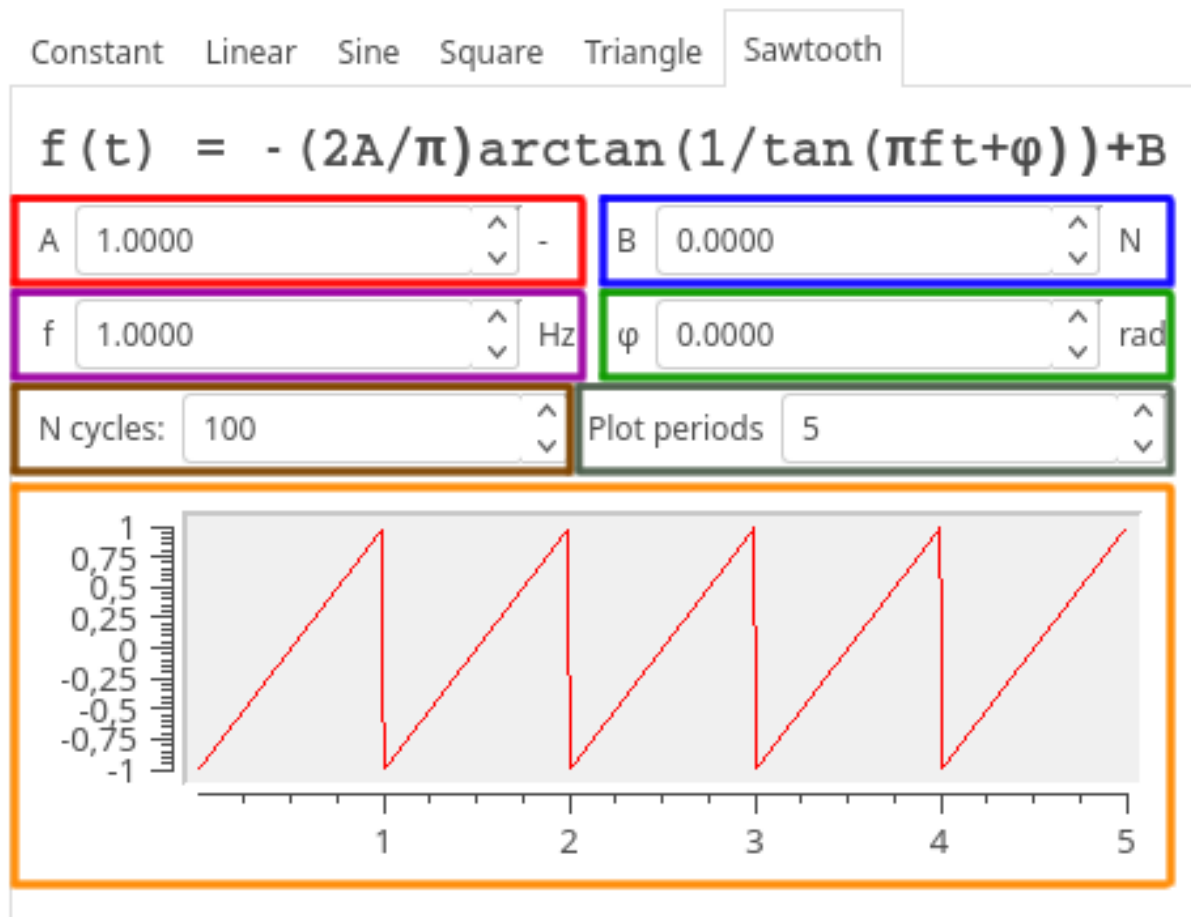 Constant Linear Sine Square Triangle Sawtooth
f(t) = -(2A/π)arctan(1/tan(πft+φ))+B
A 1.0000 - B 0.0000 N
f 1.0000 Hz φ 0.0000 rad
N cycles: 100 Plot periods 5
1
0,75
0,5
0,25
0
-0,25
-0,5
-0,75
-1
1 2 3 4 5